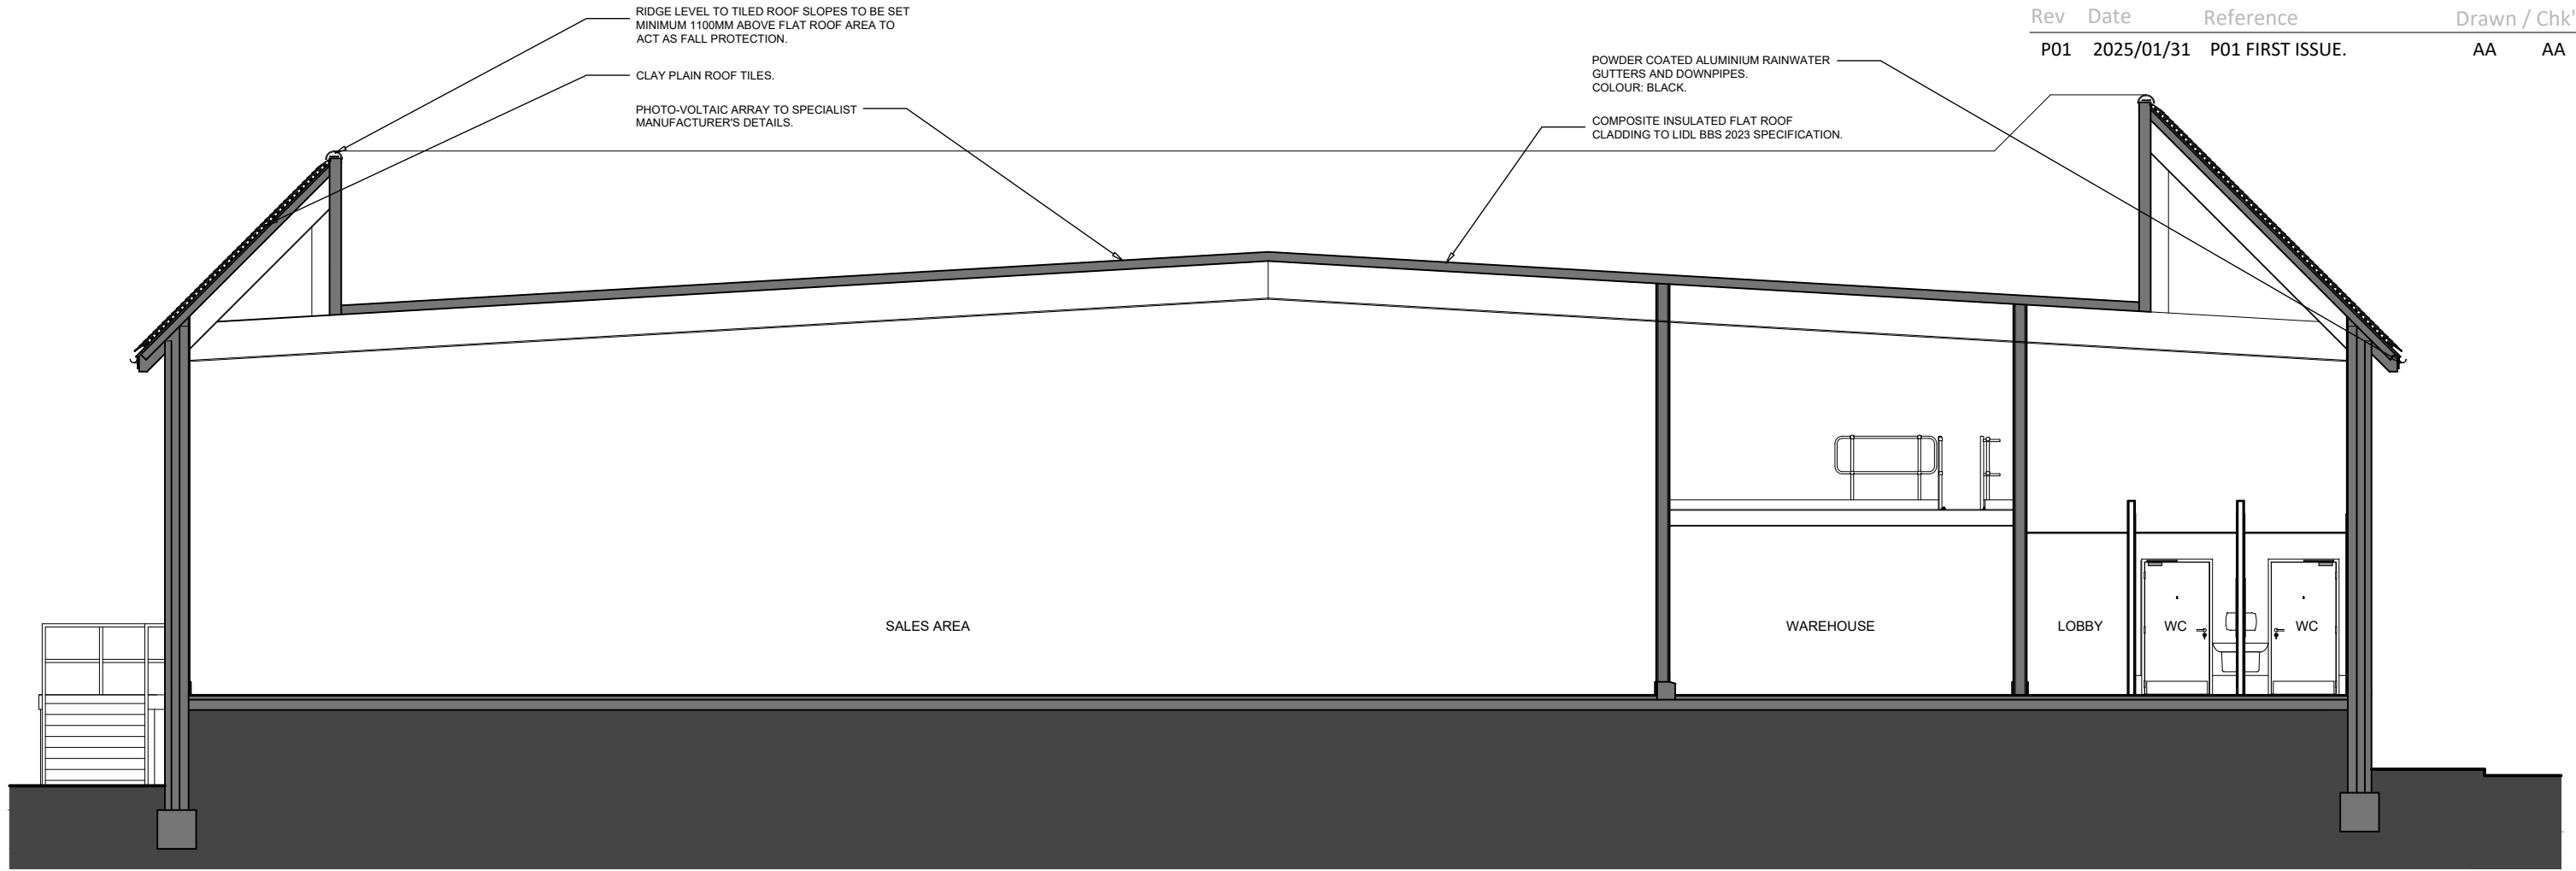 Rev Date Reference Drawn / Chk'
P01 2025/01/31 P01 FIRST ISSUE. AA AA
RIDGE LEVEL TO TILED ROOF SLOPES TO BE SET
MINIMUM 1100MM ABOVE FLAT ROOF AREA TO
ACT AS FALL PROTECTION.
CLAY PLAIN ROOF TILES.
PHOTO-VOLTAIC ARRAY TO SPECIALIST
MANUFACTURER'S DETAILS.
POWDER COATED ALUMINIUM RAINWATER
GUTTERS AND DOWNPIPES.
COLOUR: BLACK.
COMPOSITE INSULATED FLAT ROOF
CLADDING TO LIDL BBS 2023 SPECIFICATION.
SALES AREA
WAREHOUSE
LOBBY
WC
WC